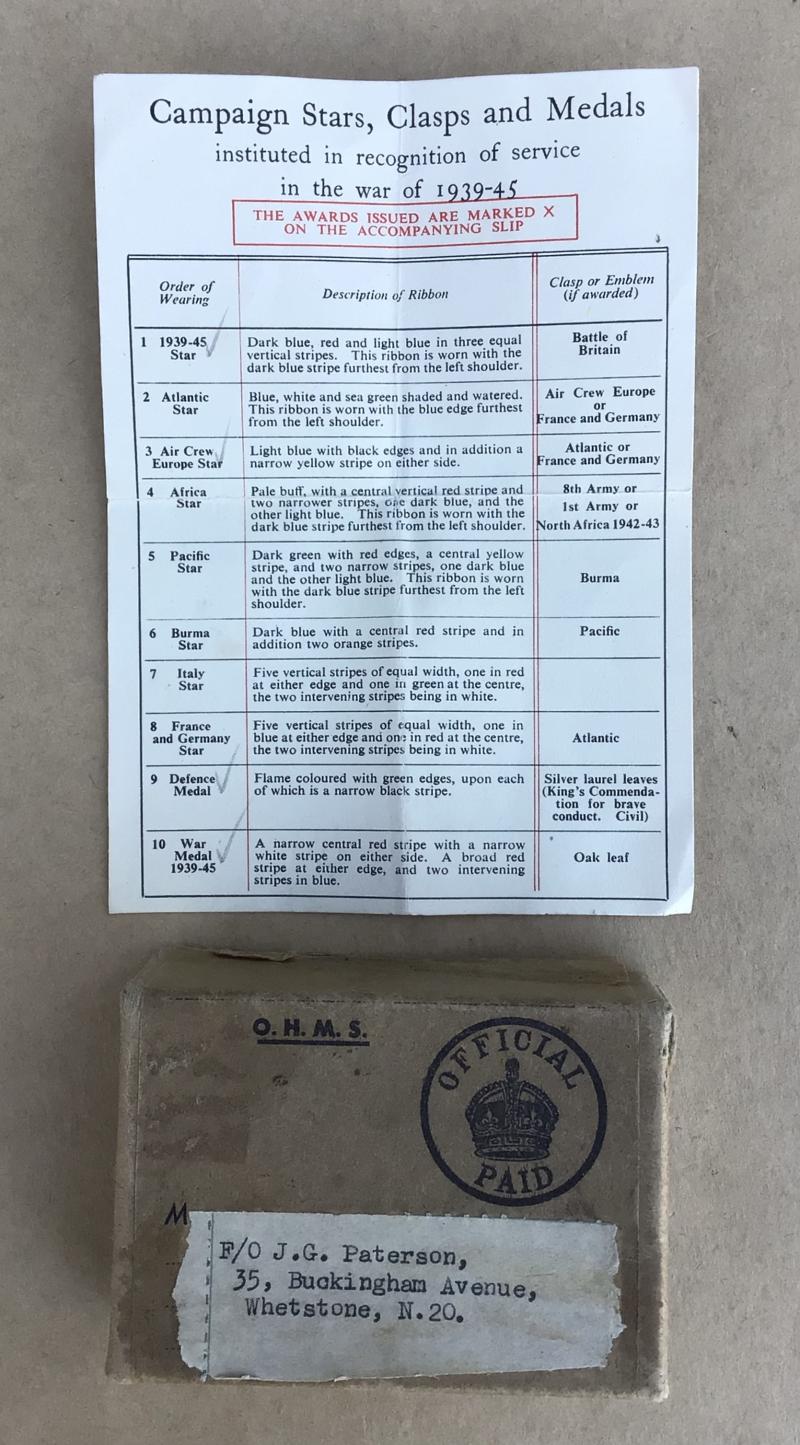 Campaign Stars, Clasps and Medals
instituted in recognition of service
in the war of 1939-45
THE AWARDS ISSUED ARE MARKED X
ON THE ACCOMPANYING SLIP
Order of
Wearing
Description of Ribbon
Clasp or Emblem
(if awarded)
1 1939-45
Star
Dark blue, red and light blue in three equal
vertical stripes. This ribbon is worn with the
dark blue stripe furthest from the left shoulder.
Battle of
Britain
2 Atlantic
Star
Blue, white and sea green shaded and watered.
This ribbon is worn with the blue edge furthest
from the left shoulder.
Air Crew Europe
or
France and Germany
3 Air Crew
Europe Star
Light blue with black edges and in addition a
narrow yellow stripe on either side.
Atlantic or
France and Germany
4 Africa
Star
Pale buff, with a central vertical red stripe and
two narrower stripes, one dark blue, and the
other light blue. This ribbon is worn with the
dark blue stripe furthest from the left shoulder.
8th Army or
1st Army or
North Africa 1942-43
5 Pacific
Star
Dark green with red edges, a central yellow
stripe, and two narrow stripes, one dark blue
and the other light blue. This ribbon is worn
with the dark blue stripe furthest from the left
shoulder.
Burma
6 Burma
Star
Dark blue with a central red stripe and in
addition two orange stripes.
Pacific
7 Italy
Star
Five vertical stripes of equal width, one in red
at either edge and one in green at the centre,
the two intervening stripes being in white.
8 France
and Germany
Star
Five vertical stripes of equal width, one in
blue at either edge and one in red at the centre,
the two intervening stripes being in white.
Atlantic
9 Defence
Medal
Flame coloured with green edges, upon each
of which is a narrow black stripe.
Silver laurel leaves
(King's Commenda-
tion for brave
conduct. Civil)
10 War
Medal
1939-45
A narrow central red stripe with a narrow
white stripe on either side. A broad red
stripe at either edge, and two intervening
stripes in blue.
Oak leaf
O.H.M.S.
OFFICIAL
PAID
M
F/O J.G. Paterson,
35, Buckingham Avenue,
Whetstone, N.20.